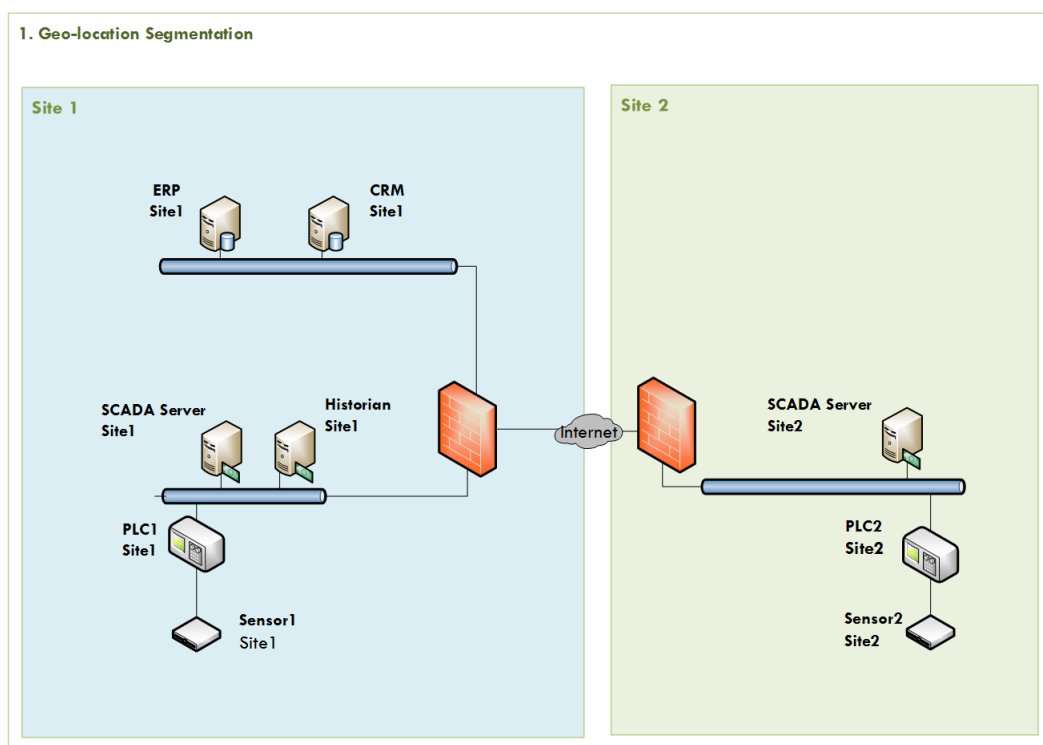 1. Geo-location Segmentation
Site 1
Site 2
ERP
Site1
CRM
Site1
SCADA Server
Site1
Historian
Site1
Internet
SCADA Server
Site2
PLC1
Site1
PLC2
Site2
Sensor1
Site1
Sensor2
Site2